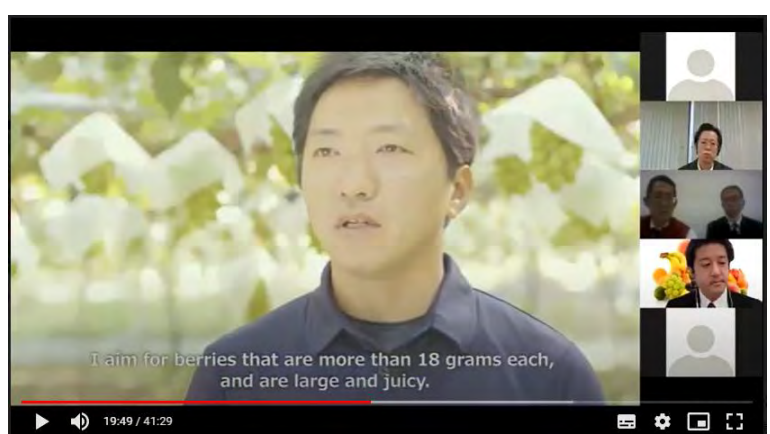 I aim for berries that are more than 18 grams each,
and are large and juicy.
19:49 / 41:29